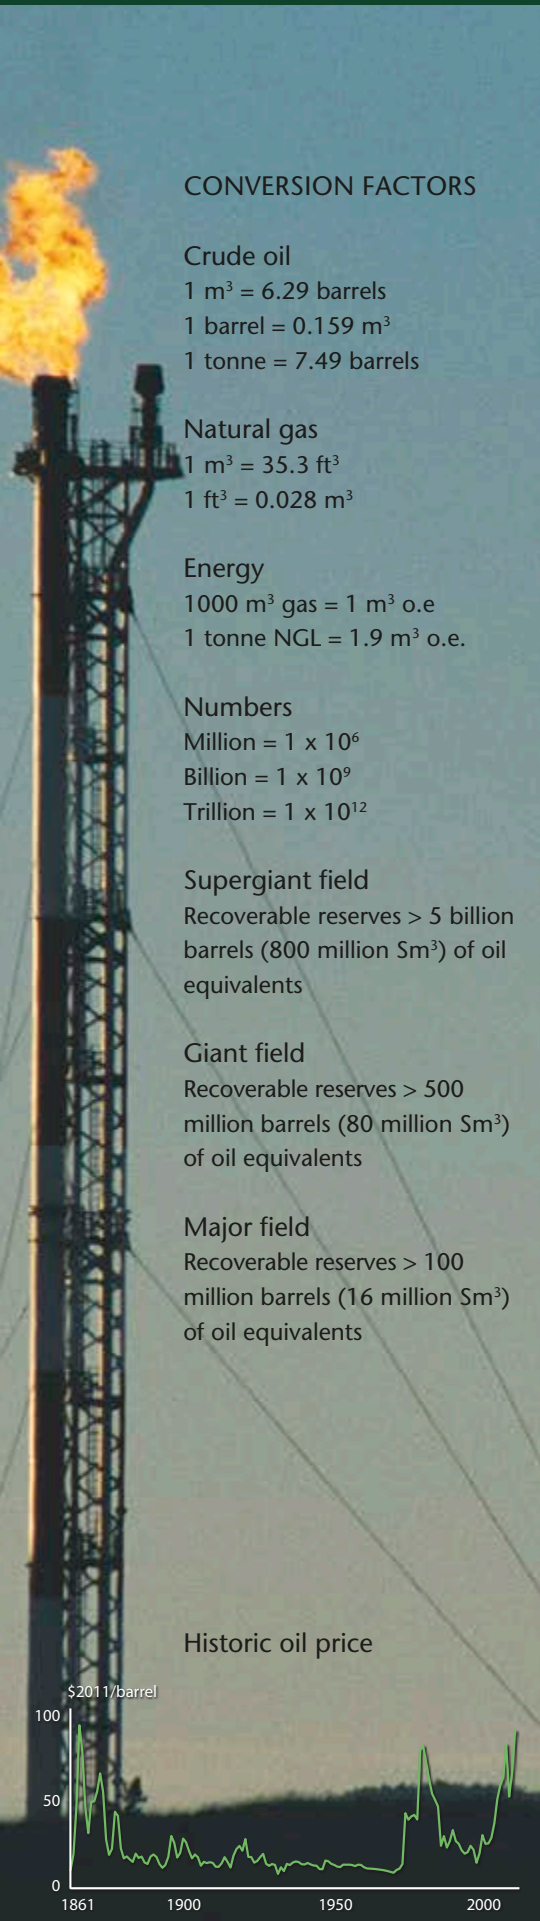 CONVERSION FACTORS
Crude oil
1 m³ = 6.29 barrels
1 barrel = 0.159 m³
1 tonne = 7.49 barrels
Natural gas
1 m³ = 35.3 ft³
1 ft³ = 0.028 m³
Energy
1000 m³ gas = 1 m³ o.e
1 tonne NGL = 1.9 m³ o.e.
Numbers
Million = 1 x 10⁶
Billion = 1 x 10⁹
Trillion = 1 x 10¹²
Supergiant field
Recoverable reserves > 5 billion
barrels (800 million Sm³) of oil
equivalents
Giant field
Recoverable reserves > 500
million barrels (80 million Sm³)
of oil equivalents
Major field
Recoverable reserves > 100
million barrels (16 million Sm³)
of oil equivalents
Historic oil price
$2011/barrel
100
50
0
1861 1900 1950 2000